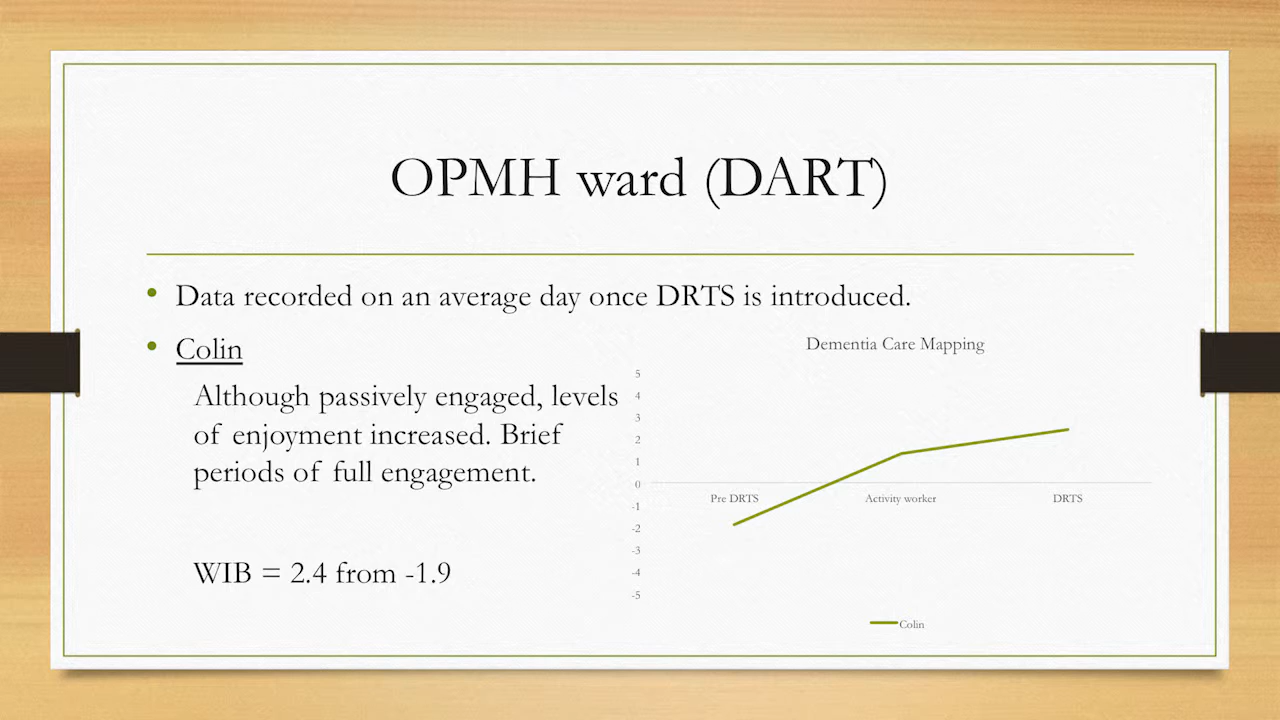 OPMH ward (DART)
• Data recorded on an average day once DRTS is introduced.
• Colin
Although passively engaged, levels
of enjoyment increased. Brief
periods of full engagement.
WIB = 2.4 from -1.9
Dementia Care Mapping
5
4
3
2
1
0
-1
-2
-3
-4
-5
Pre DRTS
Activity worker
DRTS
Colin